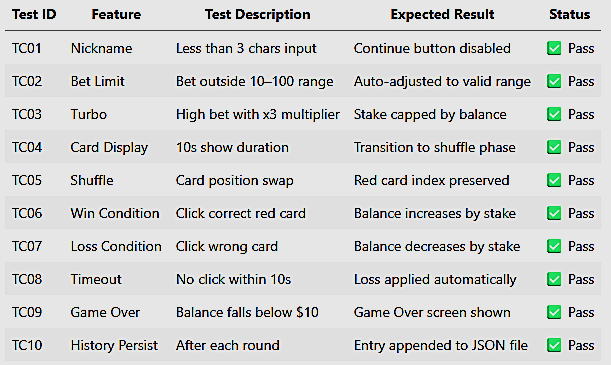 Test ID Feature Test Description Expected Result Status
TC01 Nickname Less than 3 chars input Continue button disabled ✅ Pass
TC02 Bet Limit Bet outside 10–100 range Auto-adjusted to valid range ✅ Pass
TC03 Turbo High bet with x3 multiplier Stake capped by balance ✅ Pass
TC04 Card Display 10s show duration Transition to shuffle phase ✅ Pass
TC05 Shuffle Card position swap Red card index preserved ✅ Pass
TC06 Win Condition Click correct red card Balance increases by stake ✅ Pass
TC07 Loss Condition Click wrong card Balance decreases by stake ✅ Pass
TC08 Timeout No click within 10s Loss applied automatically ✅ Pass
TC09 Game Over Balance falls below $10 Game Over screen shown ✅ Pass
TC10 History Persist After each round Entry appended to JSON file ✅ Pass